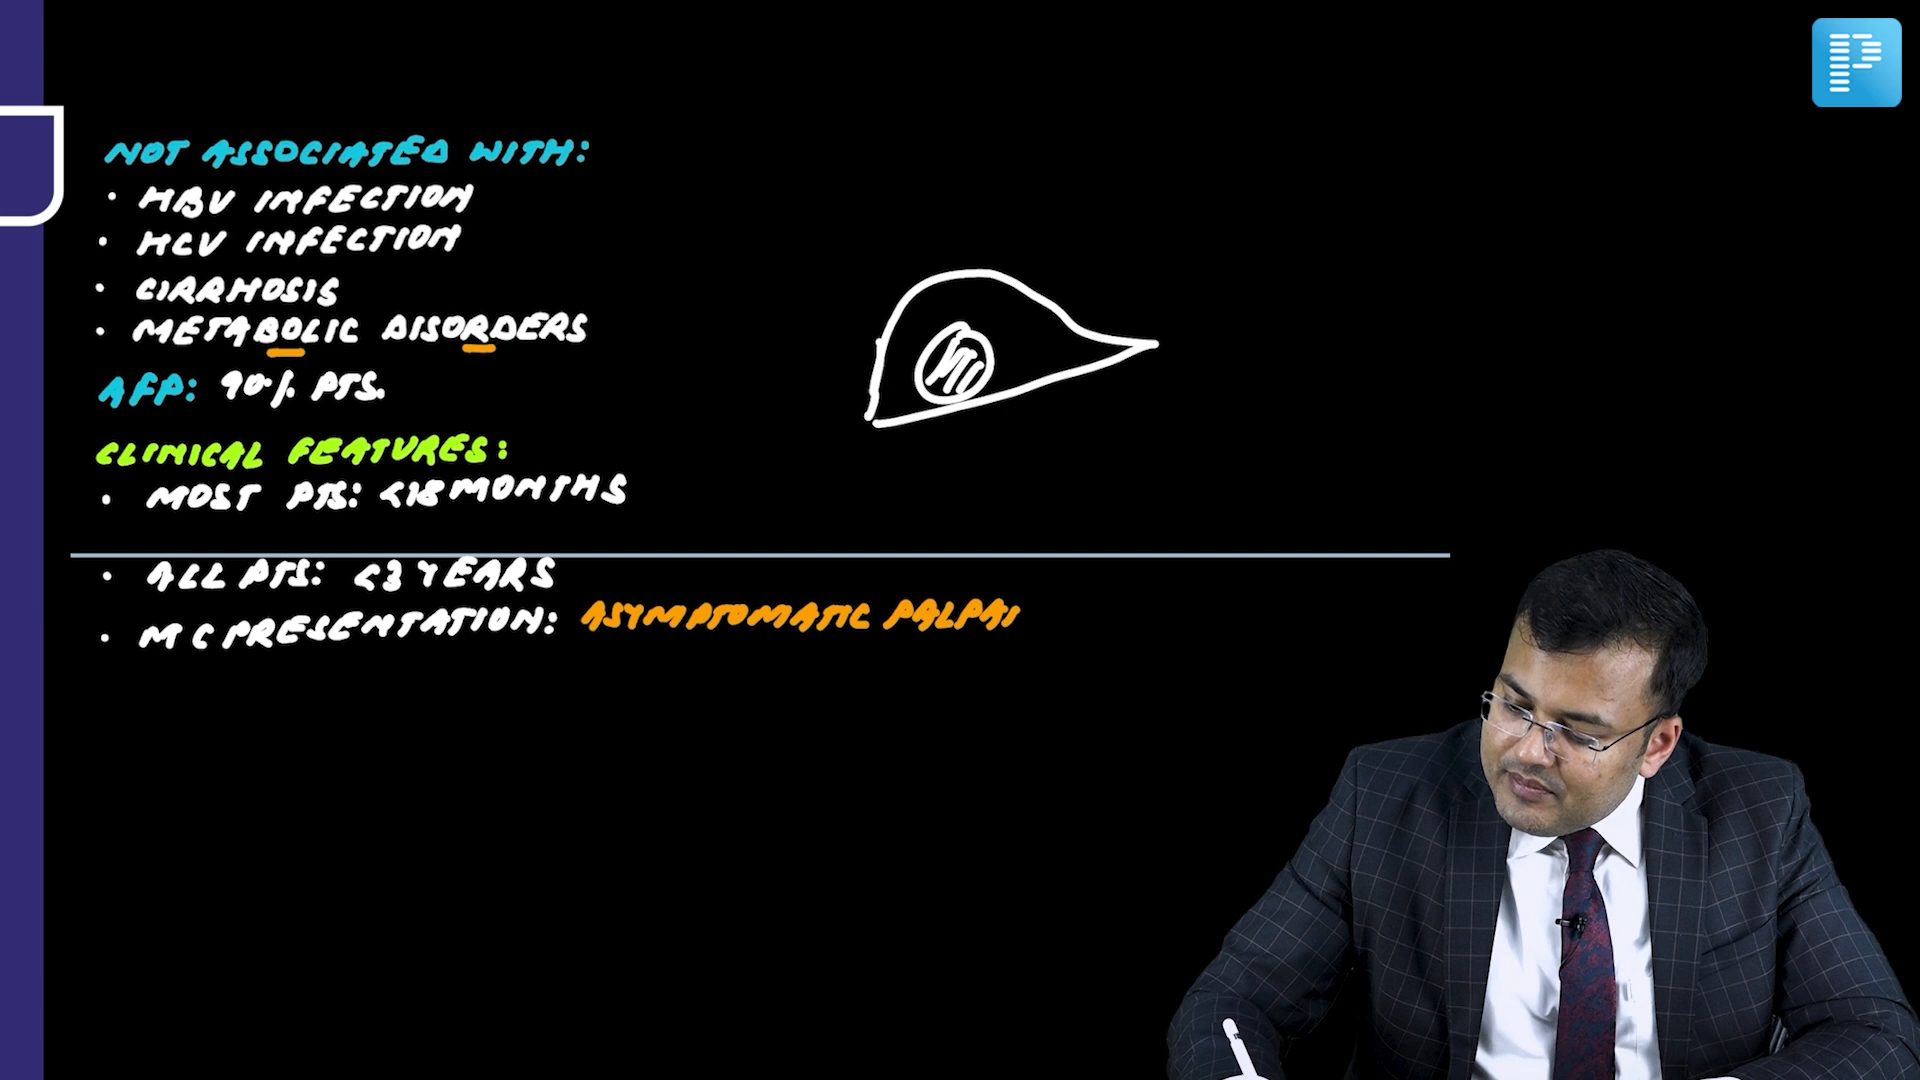 NOT ASSOCIATED WITH:
• HBV INFECTION
• HCV INFECTION
• CIRRHOSIS
• METABOLIC DISORDERS
AFP: 90% PTS.
CLINICAL FEATURES:
• MOST PTS: <18 MONTHS
• ALL PTS: <3 YEARS
• MC PRESENTATION: ASYMPTOMATIC PALPA